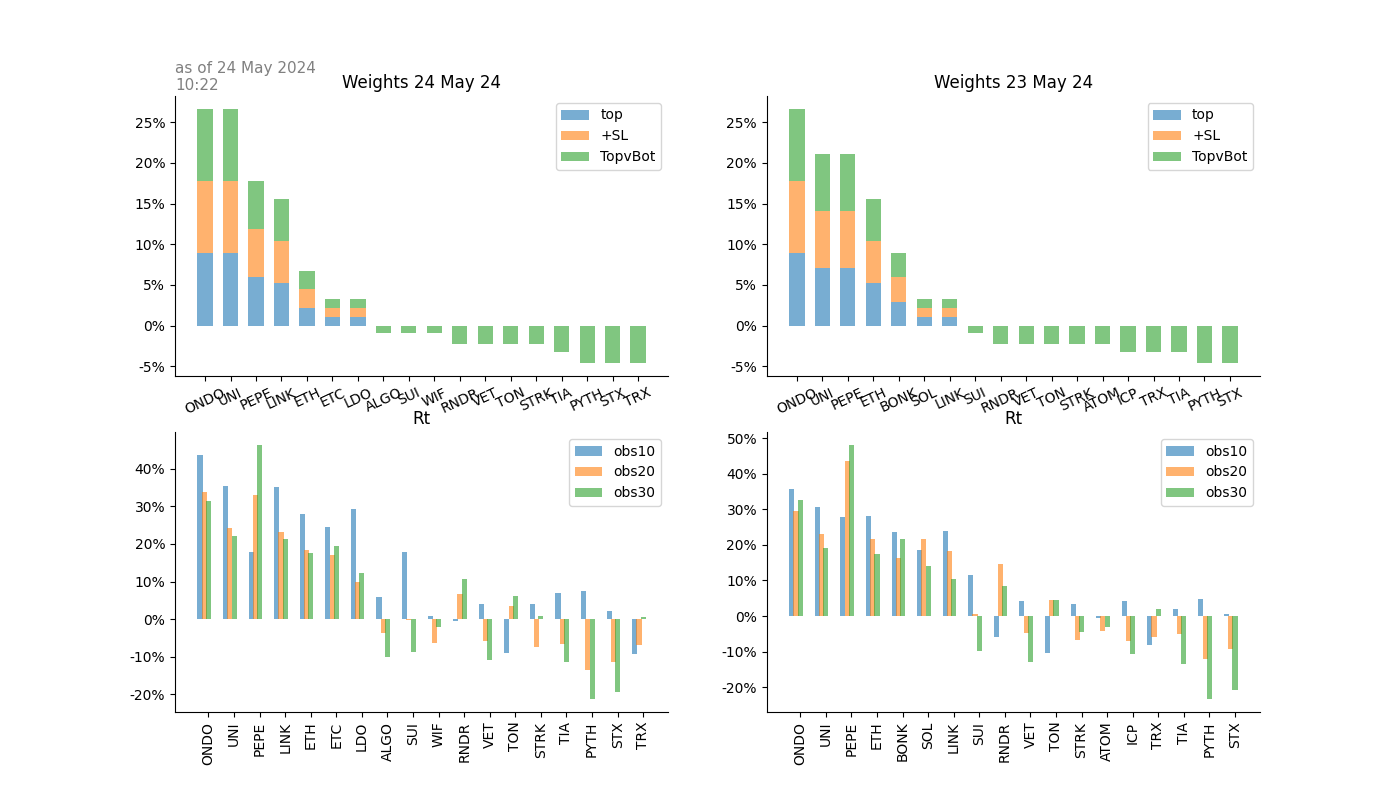 as of 24 May 2024
10:22
Weights 24 May 24
25%
20%
15%
10%
5%
0%
-5%
top
+SL
TopvBot
ONDO UNI PEPE LINK ETH ETC LDO ALGO SUI WIF RNDR VET TON STRK TIA PYTH STX TRX
Weights 23 May 24
25%
20%
15%
10%
5%
0%
-5%
top
+SL
TopvBot
ONDO UNI PEPE ETH BONK SOL LINK SUI RNDR VET TON STRK ATOM ICP TRX TIA PYTH STX
Rt
40%
30%
20%
10%
0%
-10%
-20%
obs10
obs20
obs30
ONDO UNI PEPE LINK ETH ETC LDO ALGO SUI WIF RNDR VET TON STRK TIA PYTH STX TRX
Rt
50%
40%
30%
20%
10%
0%
-10%
-20%
obs10
obs20
obs30
ONDO UNI PEPE ETH BONK SOL LINK SUI RNDR VET TON STRK ATOM ICP TRX TIA PYTH STX